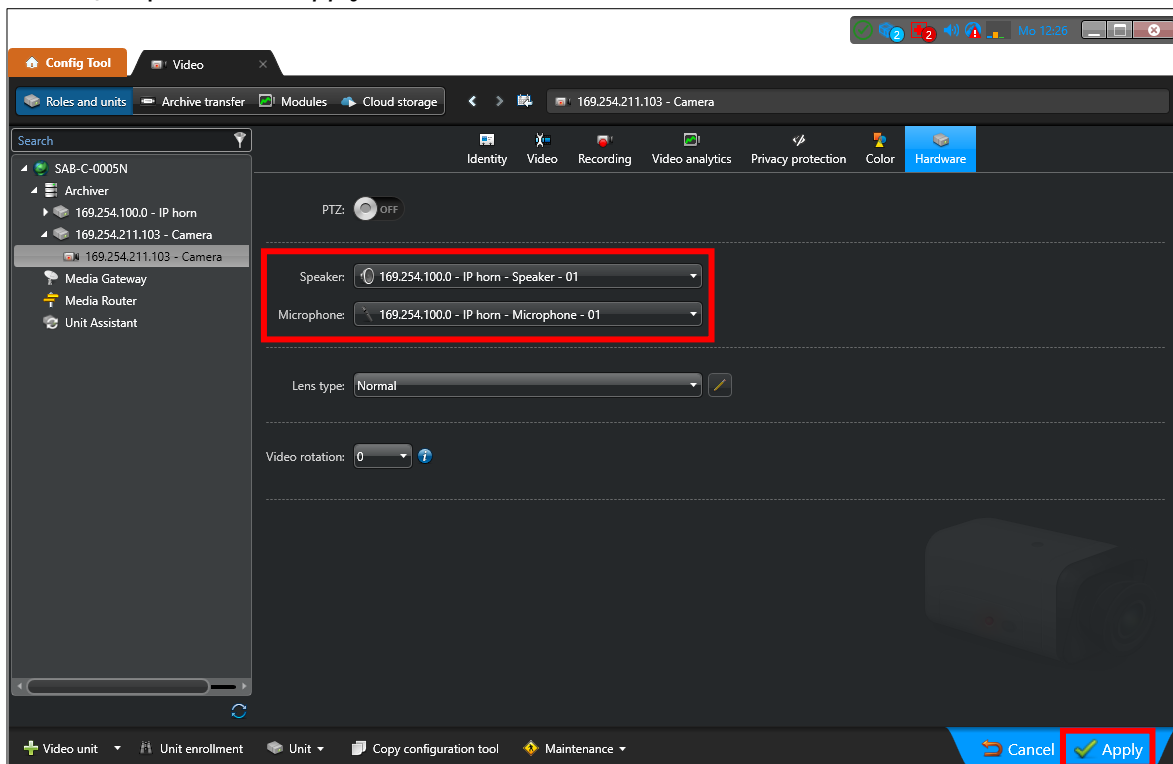 2 2 Mo 12:26
Config Tool Video
Roles and units Archive transfer Modules Cloud storage 169.254.211.103 - Camera
Search
Identity Video Recording Video analytics Privacy protection Color Hardware
SAB-C-0005N
Archiver
169.254.100.0 - IP horn
169.254.211.103 - Camera
169.254.211.103 - Camera
Media Gateway
Media Router
Unit Assistant
PTZ: OFF
Speaker: 169.254.100.0 - IP horn - Speaker - 01
Microphone: 169.254.100.0 - IP horn - Microphone - 01
Lens type: Normal
Video rotation: 0
Video unit Unit enrollment Unit Copy configuration tool Maintenance Cancel Apply